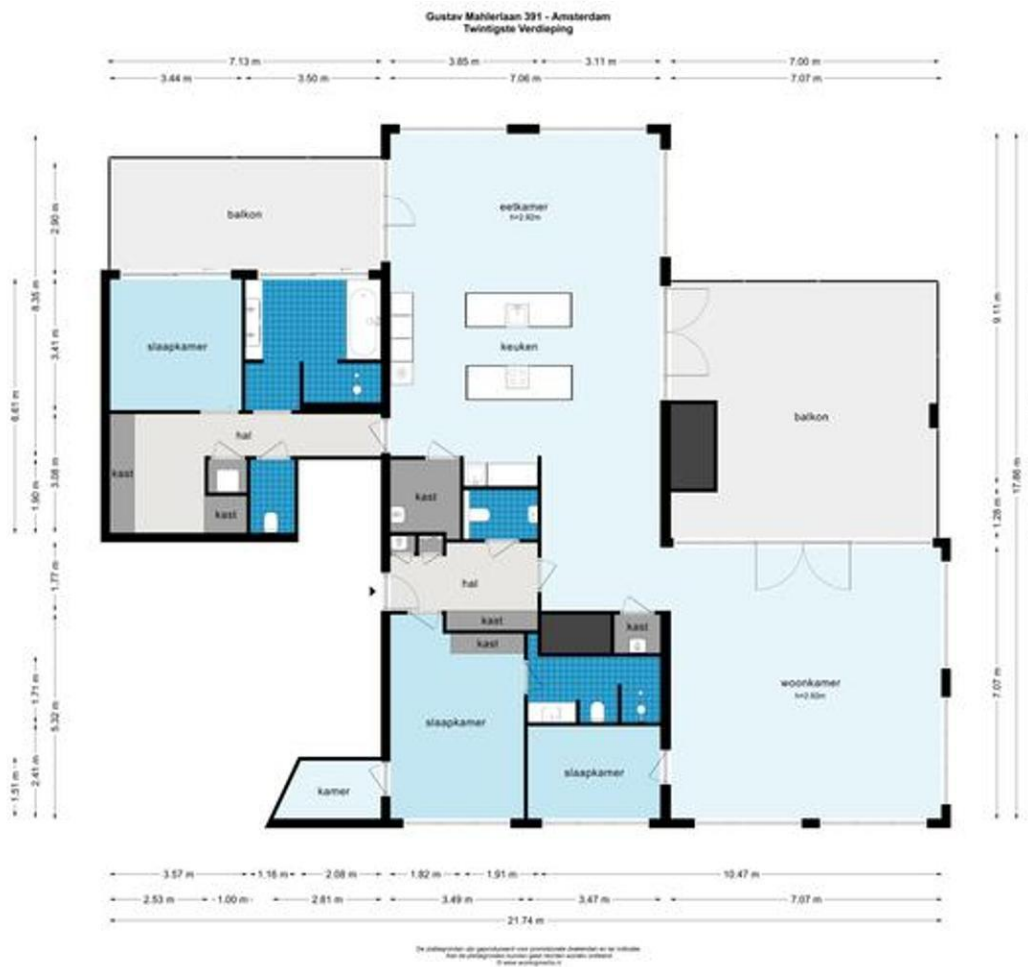 Gustav Mahlerlaan 391 - Amsterdam
Twintigste Verdieping
7.13 m
3.85 m
3.11 m
7.00 m
3.44 m
3.50 m
7.06 m
7.07 m
balkon
eetkamer
h=2.92m
2.90 m
8.35 m
9.11 m
slaapkamer
keuken
3.41 m
6.61 m
balkon
hal
kast
kast
kast
3.08 m
1.90 m
1.28 m
17.86 m
hal
1.77 m
kast
kast
kast
woonkamer
slaapkamer
slaapkamer
kamer
1.71 m
5.32 m
2.41 m
1.51 m
7.07 m
3.57 m
1.16 m
2.08 m
1.82 m
1.91 m
10.47 m
2.53 m
1.00 m
2.81 m
3.49 m
3.47 m
7.07 m
21.74 m